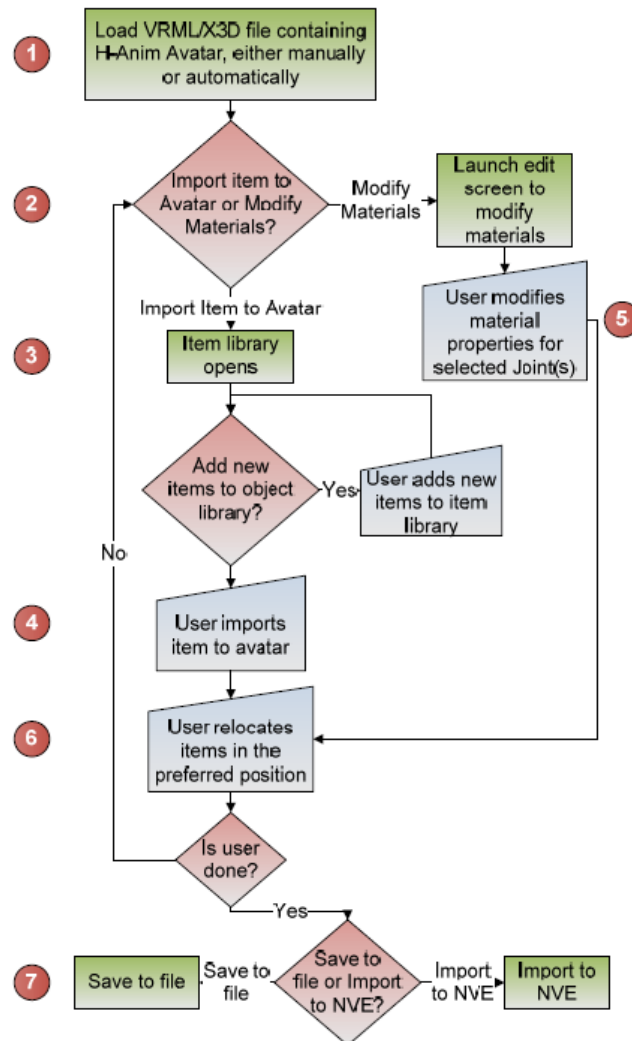 1
Load VRML/X3D file containing
H-Anim Avatar, either manually
or automatically
2
Import item to
Avatar or Modify
Materials?
Modify
Materials
Launch edit
screen to
modify
materials
Import Item to Avatar
User modifies
material
properties for
selected Joint(s)
5
3
Item library
opens
Add new
items to object
library?
Yes
User adds new
items to item
library
No
4
User imports
item to avatar
6
User relocates
items in the
preferred position
Is user
done?
Yes
7
Save to file
Save to
file
Save to
file or Import
to NVE?
Import
to NVE
Import to
NVE